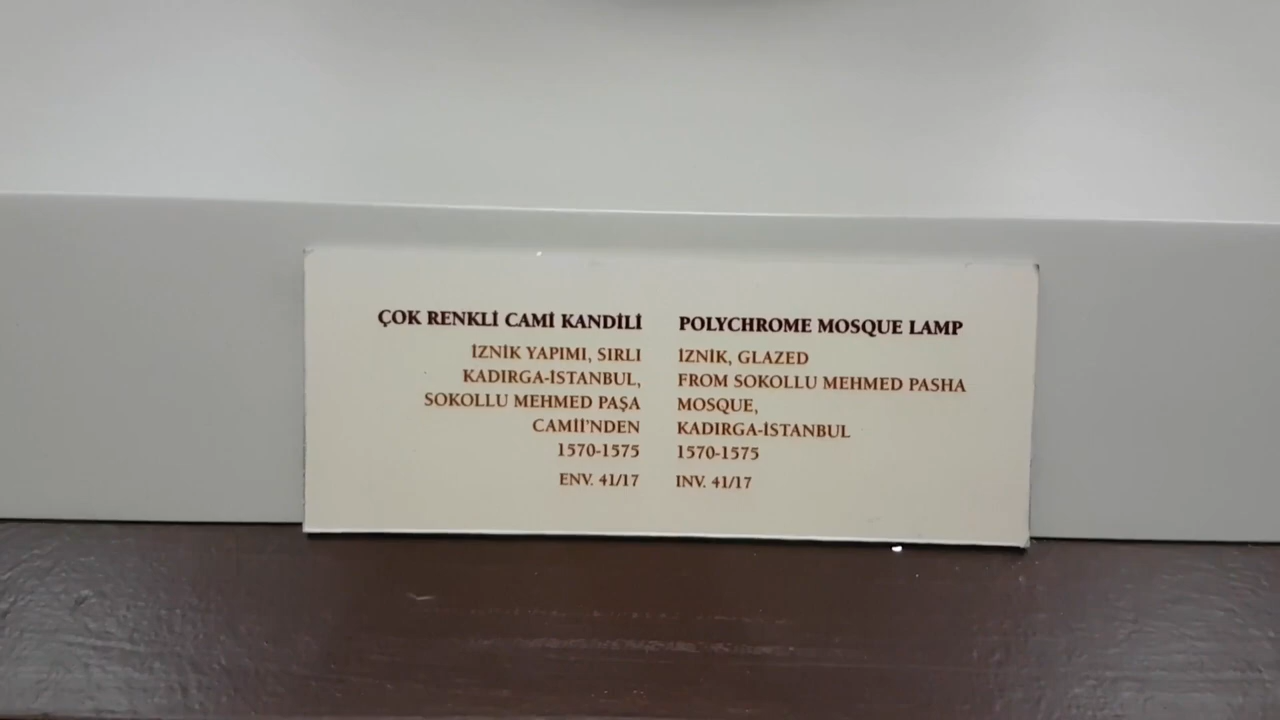 ÇOK RENKLİ CAMİ KANDİLİ
İZNİK YAPIMI, SIRLI
KADIRGA-İSTANBUL,
SOKOLLU MEHMED PAŞA
CAMİİ'NDEN
1570-1575
ENV. 41/17
POLYCHROME MOSQUE LAMP
İZNİK, GLAZED
FROM SOKOLLU MEHMED PASHA
MOSQUE,
KADIRGA-İSTANBUL
1570-1575
INV. 41/17